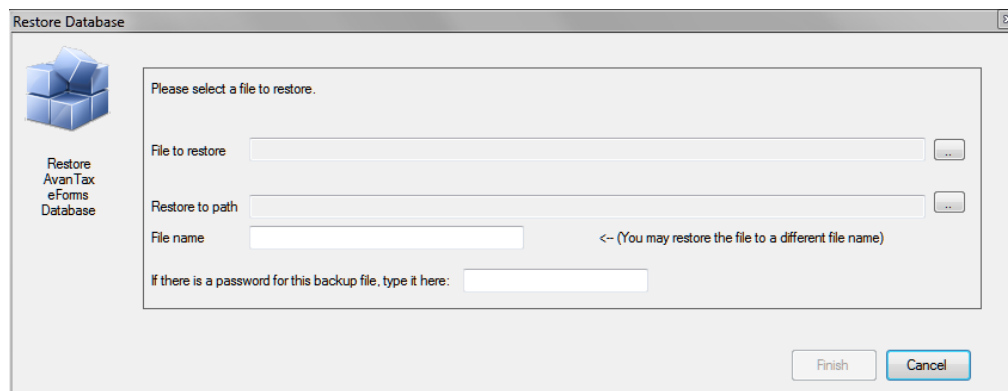 Restore Database
Restore
AvanTax
eForms
Database
Please select a file to restore.
File to restore
..
Restore to path
..
File name
<-- (You may restore the file to a different file name)
If there is a password for this backup file, type it here:
Finish
Cancel